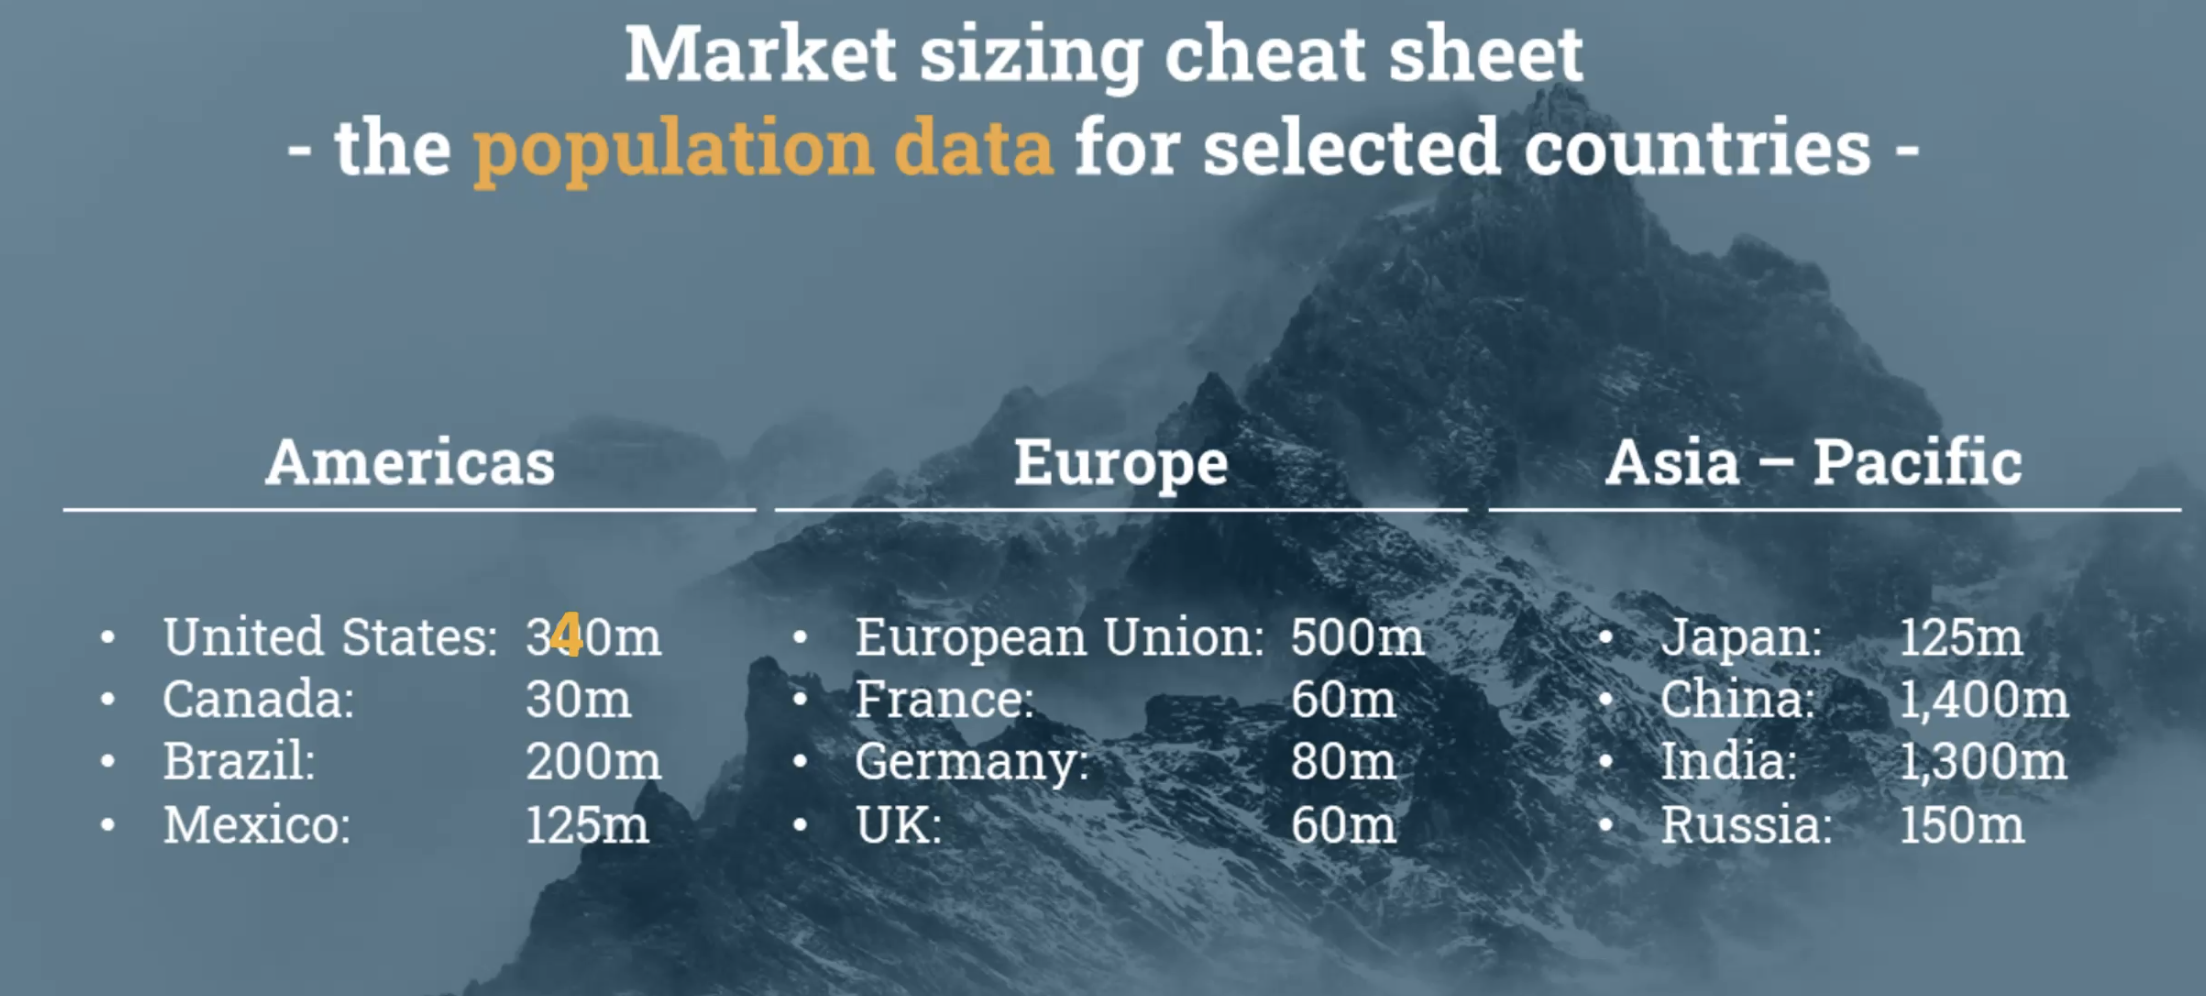 Market sizing cheat sheet
- the population data for selected countries -
Americas
United States: 340m
Canada: 30m
Brazil: 200m
Mexico: 125m
Europe
European Union: 500m
France: 60m
Germany: 80m
UK: 60m
Asia – Pacific
Japan: 125m
China: 1,400m
India: 1,300m
Russia: 150m